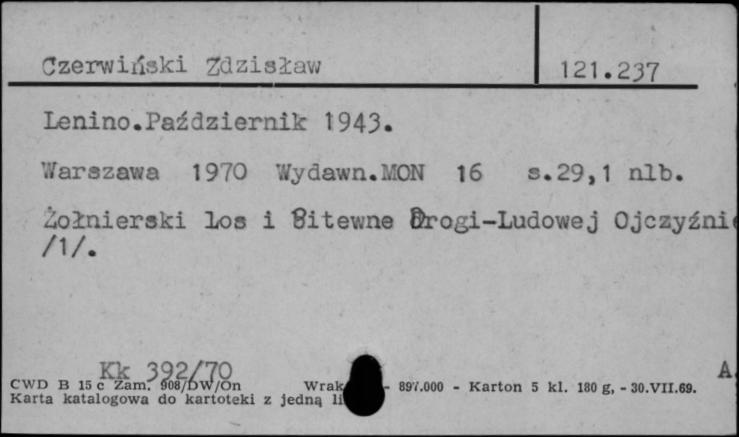 Czerwiński Zdzisław 121.237
Lenino.Październik 1943.
Warszawa 1970 Wydawn.MON 16 s.29,1 nlb.
Żołnierski los i Bitewne Drogi-Ludowej Ojczyźnie
/1/.
Kk 392/70 A.
CWD B 15 c Zam. 908/DW/On Wrak - 897.000 - Karton 5 kl. 180 g, - 30.VII.69.
Karta katalogowa do kartoteki z jedną li